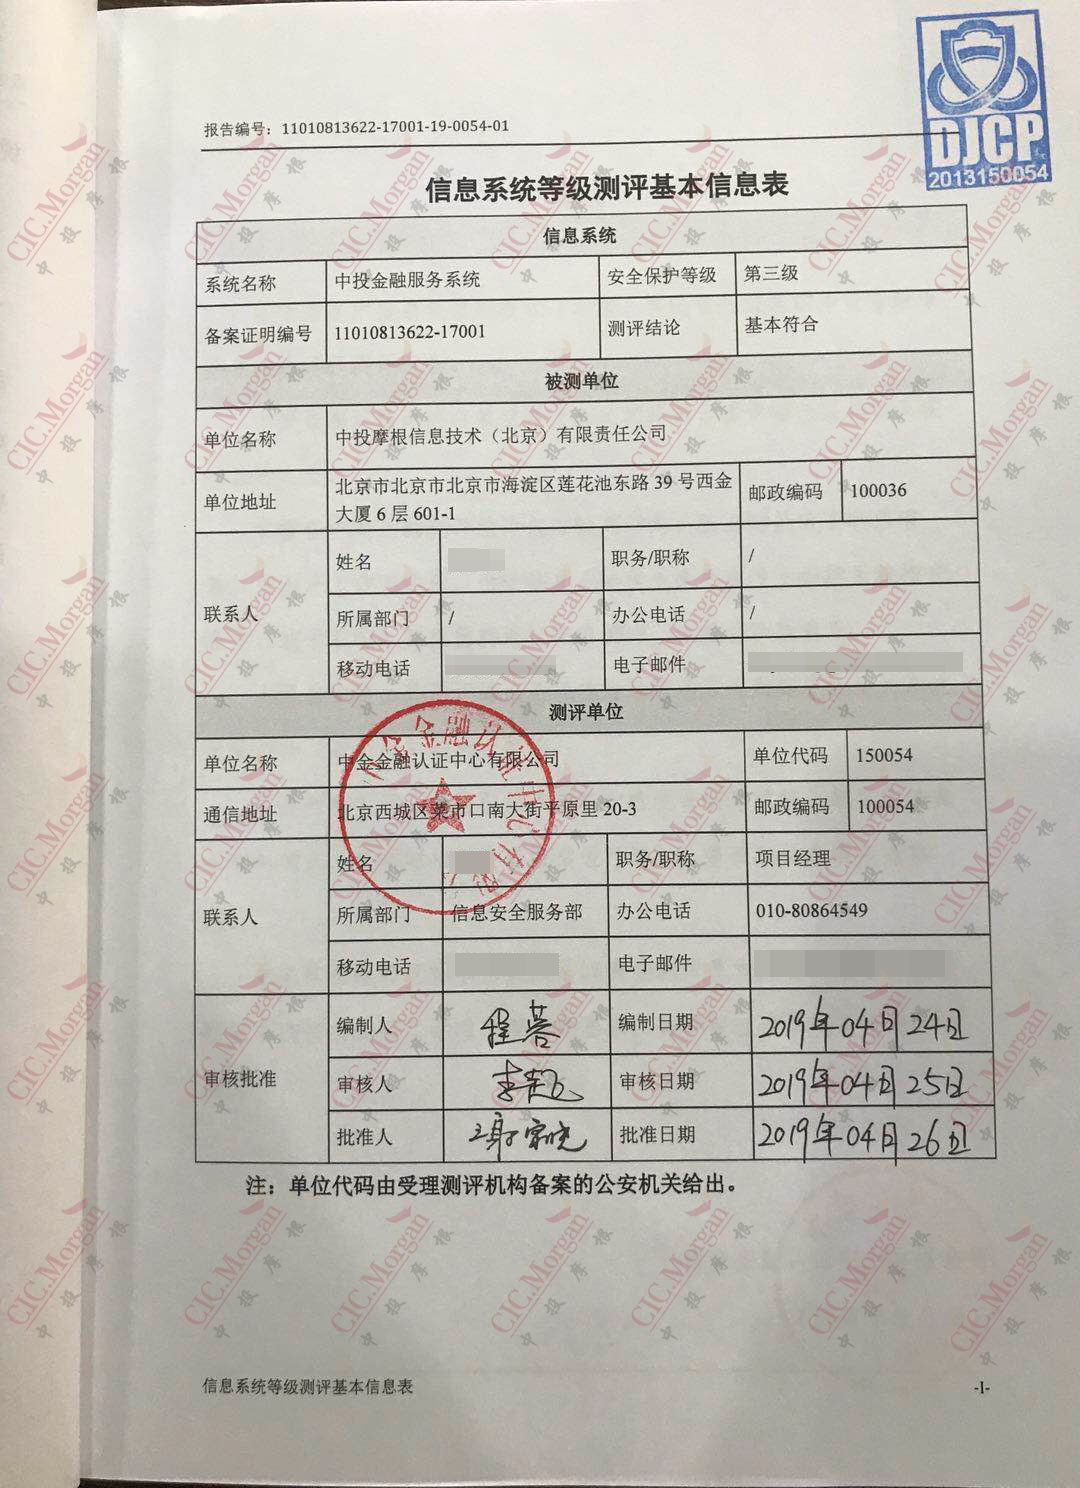 报告编号：11010813622-17001-19-0054-01
DJCP
2013150054
信息系统等级测评基本信息表
信息系统
系统名称 中投金融服务系统 安全保护等级 第三级
备案证明编号 11010813622-17001 测评结论 基本符合
被测单位
单位名称 中投摩根信息技术（北京）有限责任公司
单位地址 北京市北京市北京市海淀区莲花池东路 39 号西金
大厦 6 层 601-1
邮政编码 100036
联系人
姓名 职务/职称 /
所属部门 / 办公电话 /
移动电话 电子邮件
测评单位
单位名称 中金金融认证中心有限公司 单位代码 150054
通信地址 北京西城区菜市口南大街平原里 20-3 邮政编码 100054
联系人
姓名 职务/职称 项目经理
所属部门 信息安全服务部 办公电话 010-80864549
移动电话 电子邮件
审核批准
编制人 程蓉 编制日期 2019年04月24日
审核人 审核日期 2019年04月25日
批准人 谢宗晓 批准日期 2019年04月26日
注：单位代码由受理测评机构备案的公安机关给出。
信息系统等级测评基本信息表
-I-
CIC.Morgan
中投摩根